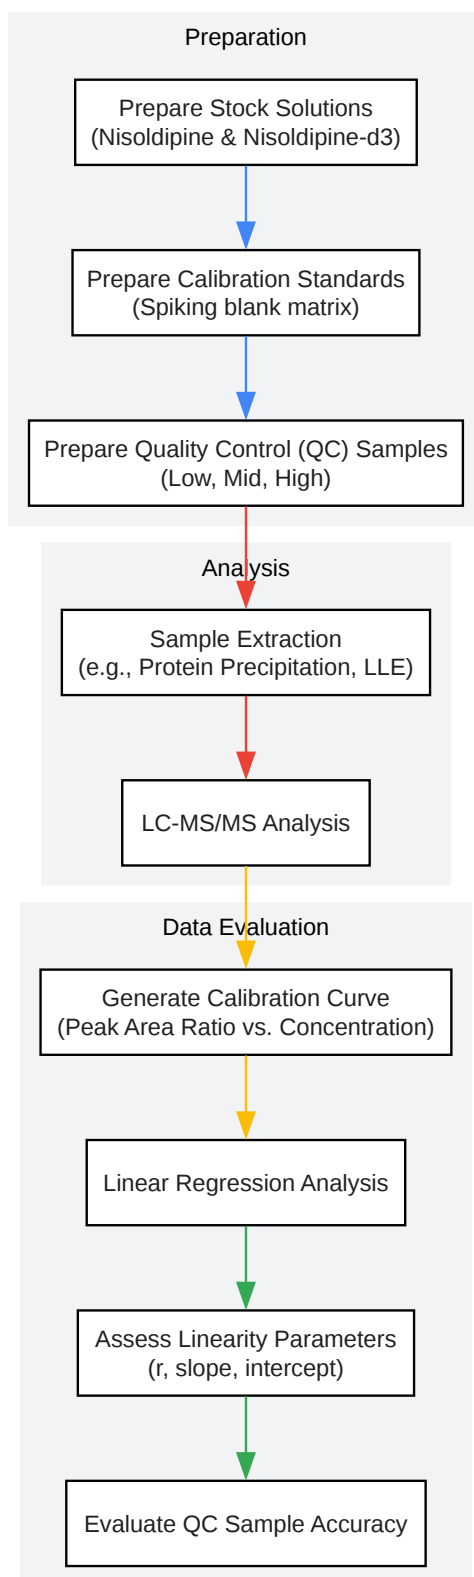 Preparation
Prepare Stock Solutions
(Nisoldipine & Nisoldipine-d3)
Prepare Calibration Standards
(Spiking blank matrix)
Prepare Quality Control (QC) Samples
(Low, Mid, High)
Analysis
Sample Extraction
(e.g., Protein Precipitation, LLE)
LC-MS/MS Analysis
Data Evaluation
Generate Calibration Curve
(Peak Area Ratio vs. Concentration)
Linear Regression Analysis
Assess Linearity Parameters
(r, slope, intercept)
Evaluate QC Sample Accuracy